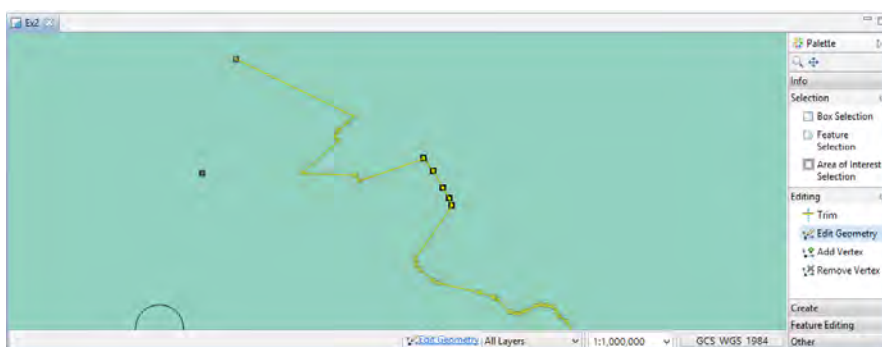 Ex2
Palette
Info
Selection
Box Selection
Feature
Selection
Area of Interest
Selection
Editing
Trim
Edit Geometry
Add Vertex
Remove Vertex
Create
Feature Editing
Other
Edit Geometry All Layers 1:1,000,000 GCS WGS 1984